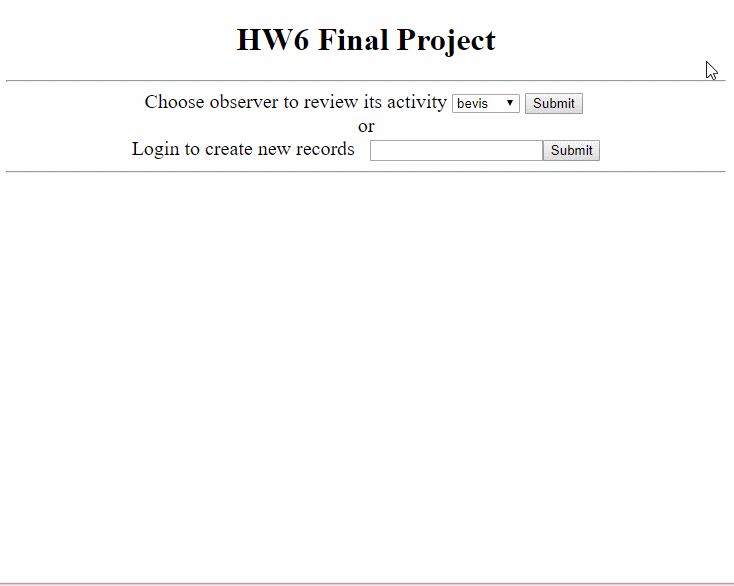 HW6 Final Project
Choose observer to review its activity bevis Submit
or
Login to create new records Submit